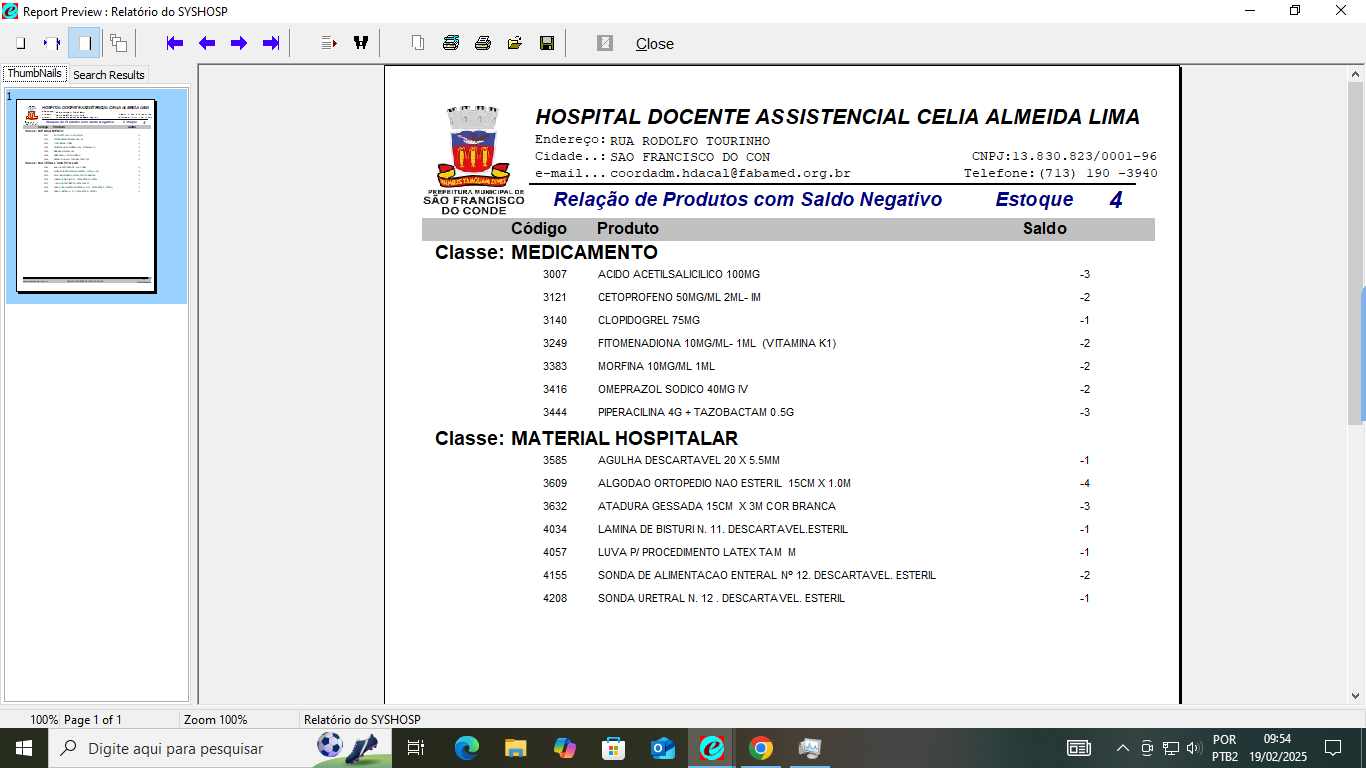 Report Preview : Relatório do SYSHOSP
Close
ThumbNails
Search Results
1
HOSPITAL DOCENTE ASSISTENCIAL CELIA ALMEIDA LIMA
Endereço: RUA RODOLFO TOURINHO
Cidade..: SAO FRANCISCO DO CON CNPJ:13.830.823/0001-96
e-mail... coordadm.hdacal@fabamed.org.br Telefone:(713) 190 -3940
PREFEITURA MUNICIPAL DE
SÃO FRANCISCO
DO CONDE
Relação de Produtos com Saldo Negativo Estoque 4
Código Produto Saldo
Classe: MEDICAMENTO
3007 ACIDO ACETILSALICILICO 100MG -3
3121 CETOPROFENO 50MG/ML 2ML- IM -2
3140 CLOPIDOGREL 75MG -1
3249 FITOMENADIONA 10MG/ML- 1ML (VITAMINA K1) -2
3383 MORFINA 10MG/ML 1ML -2
3416 OMEPRAZOL SODICO 40MG IV -2
3444 PIPERACILINA 4G + TAZOBACTAM 0.5G -3
Classe: MATERIAL HOSPITALAR
3585 AGULHA DESCARTAVEL 20 X 5.5MM -1
3609 ALGODAO ORTOPEDIO NAO ESTERIL 15CM X 1.0M -4
3632 ATADURA GESSADA 15CM X 3M COR BRANCA -3
4034 LAMINA DE BISTURI N. 11. DESCARTAVEL.ESTERIL -1
4057 LUVA P/ PROCEDIMENTO LATEX TAM M -1
4155 SONDA DE ALIMENTACAO ENTERAL Nº 12. DESCARTAVEL. ESTERIL -2
4208 SONDA URETRAL N. 12 . DESCARTAVEL. ESTERIL -1
100% Page 1 of 1 Zoom 100% Relatório do SYSHOSP
Digite aqui para pesquisar
POR
PTB2
09:54
19/02/2025